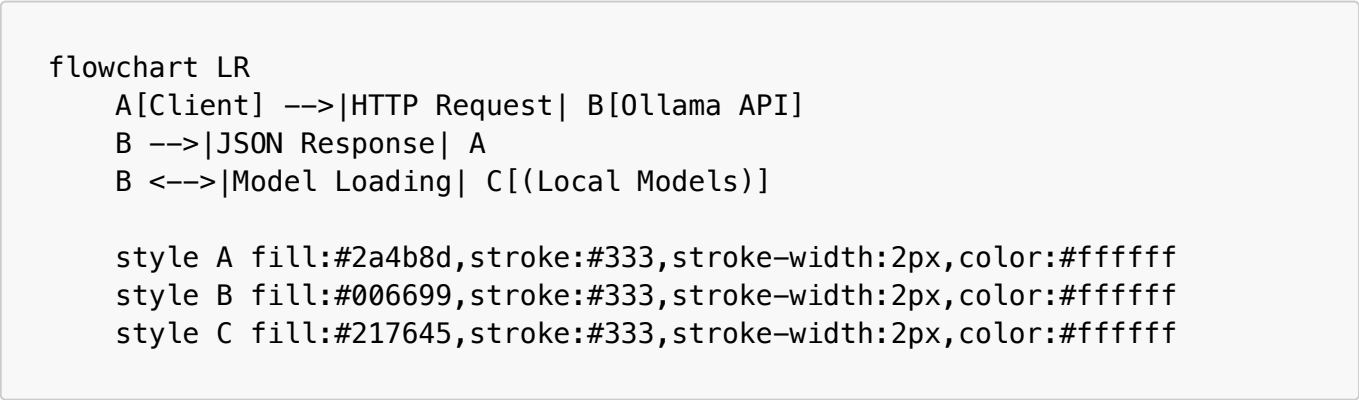 flowchart LR
    A[Client] -->|HTTP Request| B[Ollama API]
    B -->|JSON Response| A
    B <-->|Model Loading| C[(Local Models)]

    style A fill:#2a4b8d,stroke:#333,stroke-width:2px,color:#ffffff
    style B fill:#006699,stroke:#333,stroke-width:2px,color:#ffffff
    style C fill:#217645,stroke:#333,stroke-width:2px,color:#ffffff